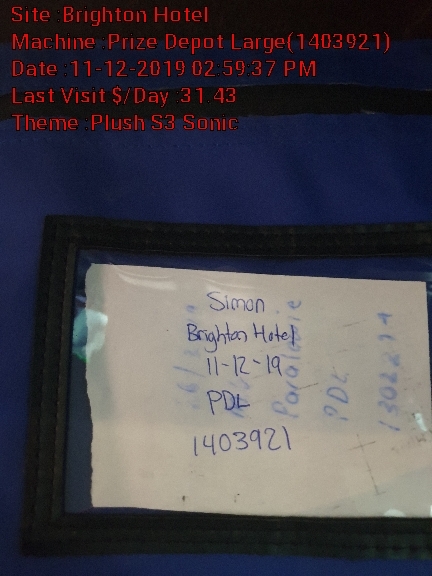 Site :Brighton Hotel
Machine :Prize Depot Large(1403921)
Date :11-12-2019 02:59:37 PM
Last Visit $/Day :31.43
Theme :Plush S3 Sonic
Simon
Brighton Hotel
11-12-19
PDL
1403921
PDL